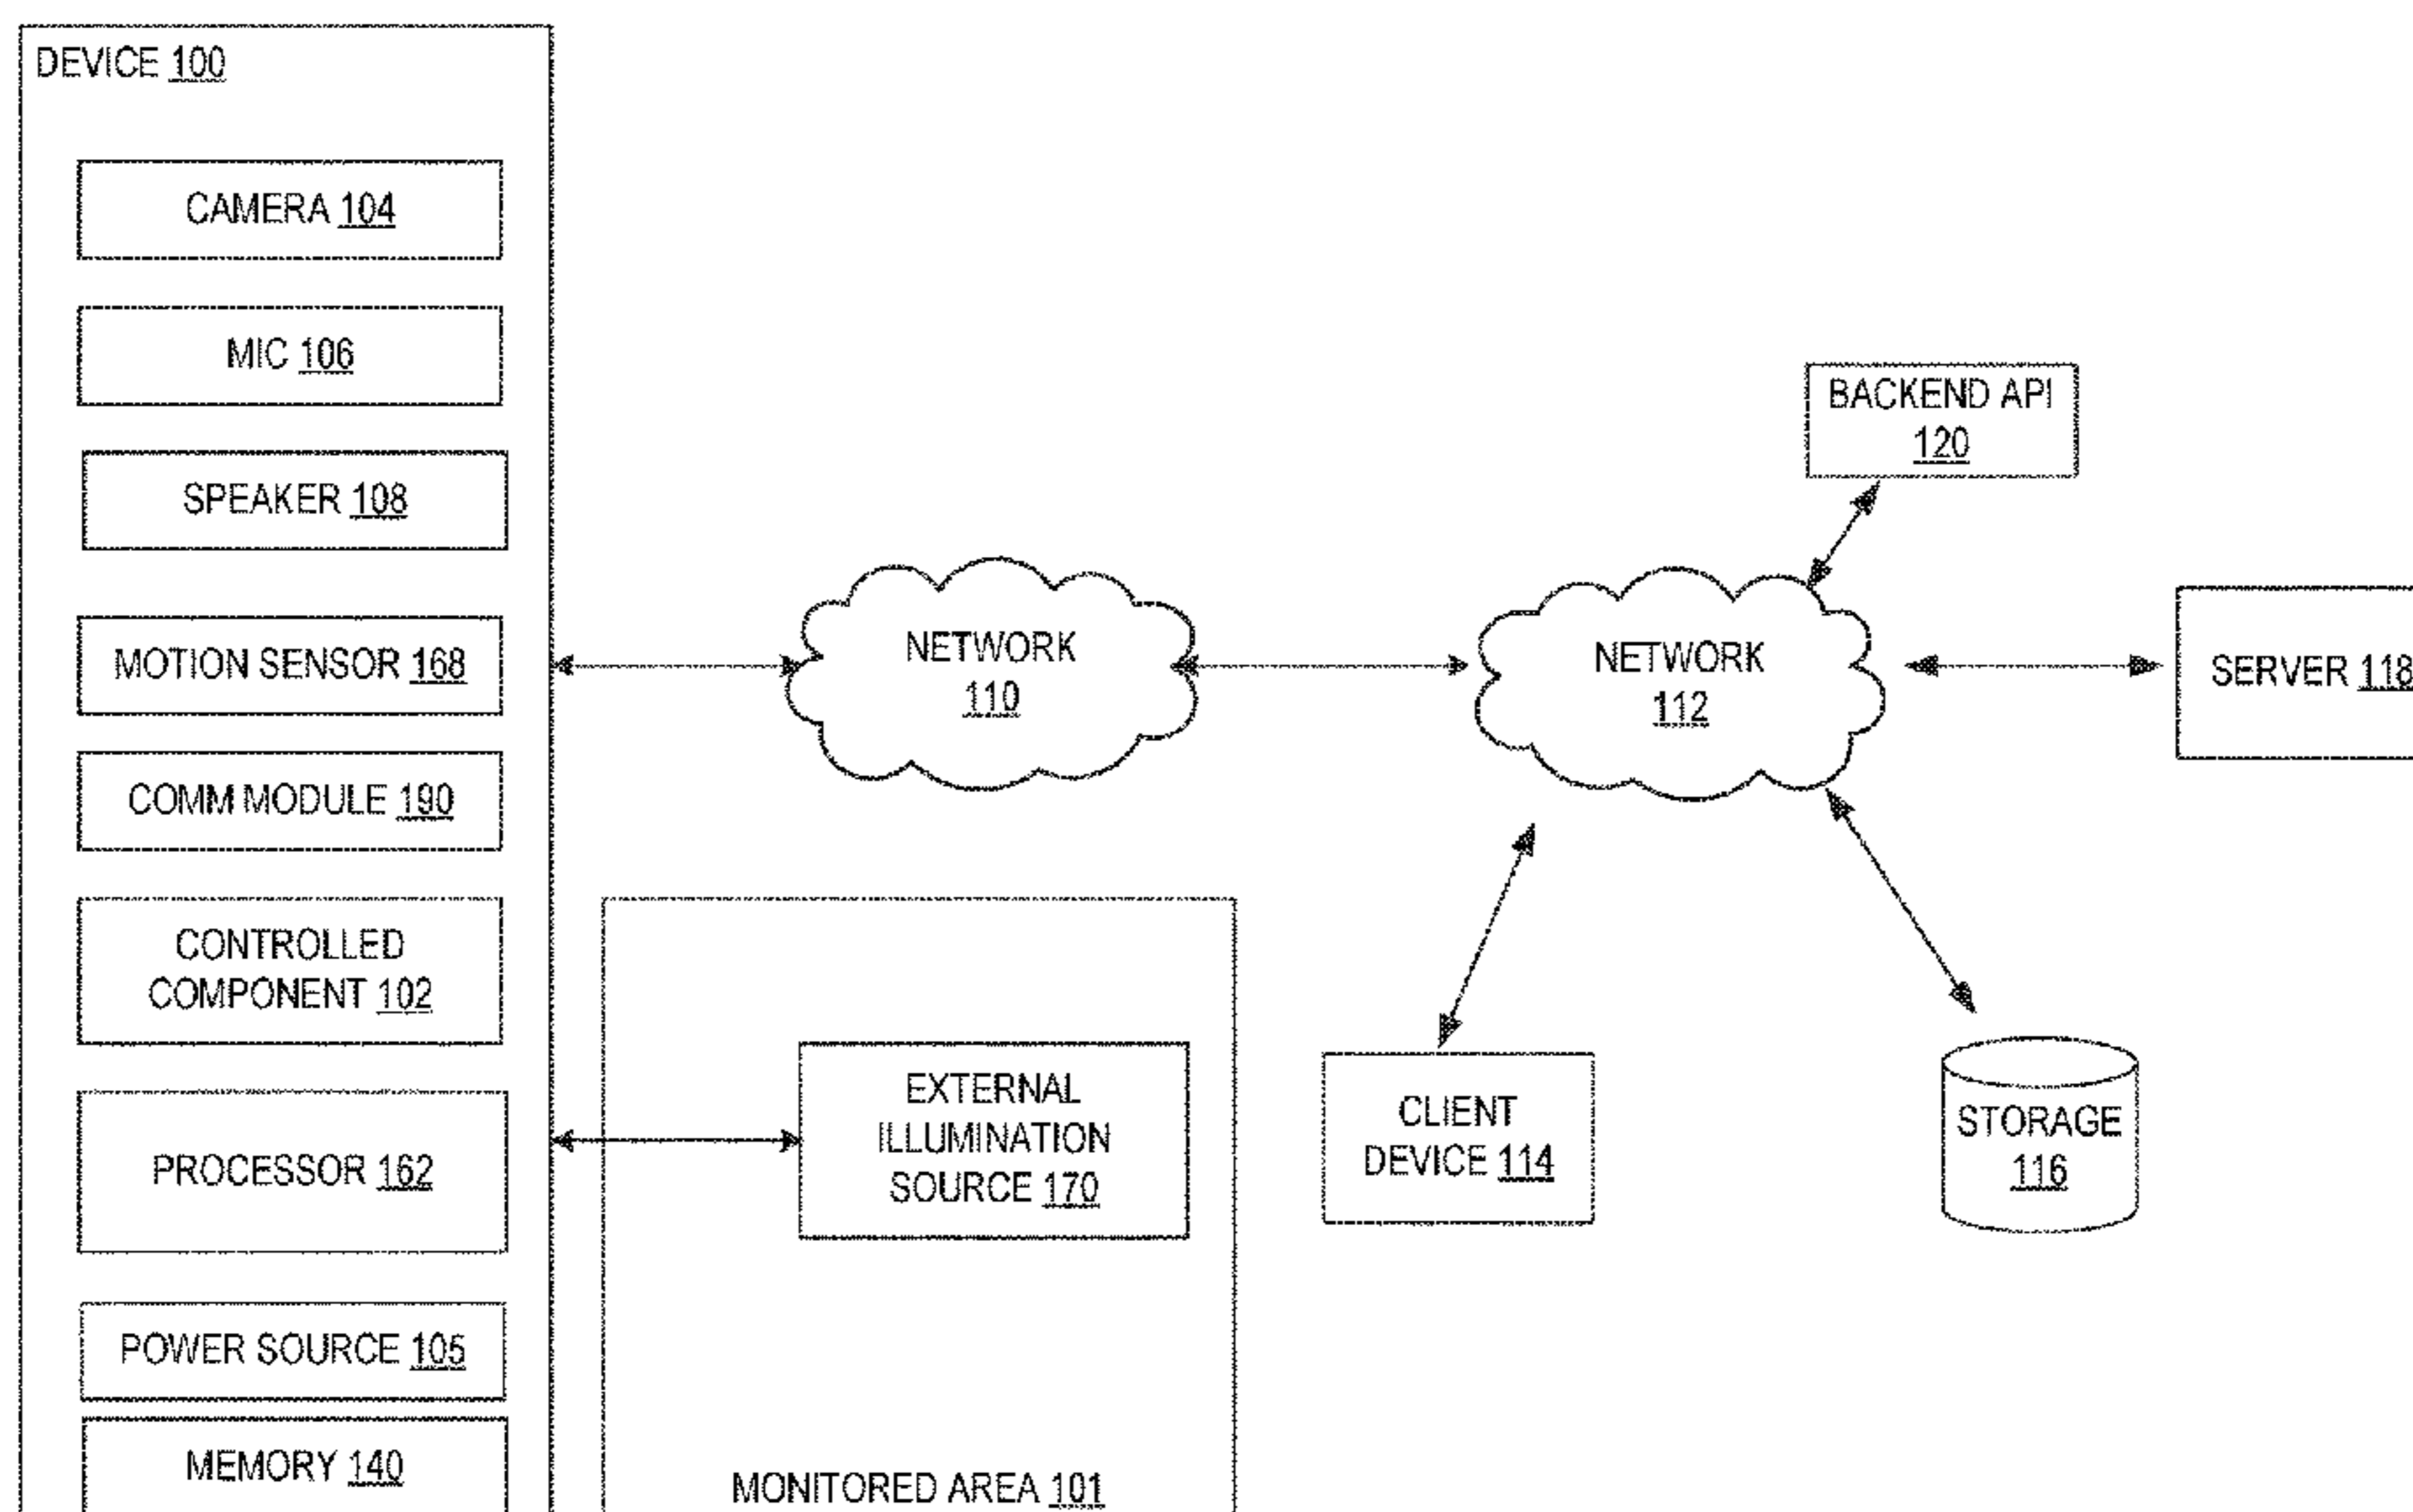 DEVICE 100
CAMERA 104
MIC 106
SPEAKER 108
MOTION SENSOR 168
COMM MODULE 190
CONTROLLED
COMPONENT 102
PROCESSOR 162
POWER SOURCE 105
MEMORY 140
NETWORK
110
EXTERNAL
ILLUMINATION
SOURCE 170
MONITORED AREA 101
NETWORK
112
BACKEND API
120
SERVER 118
CLIENT
DEVICE 114
STORAGE
116